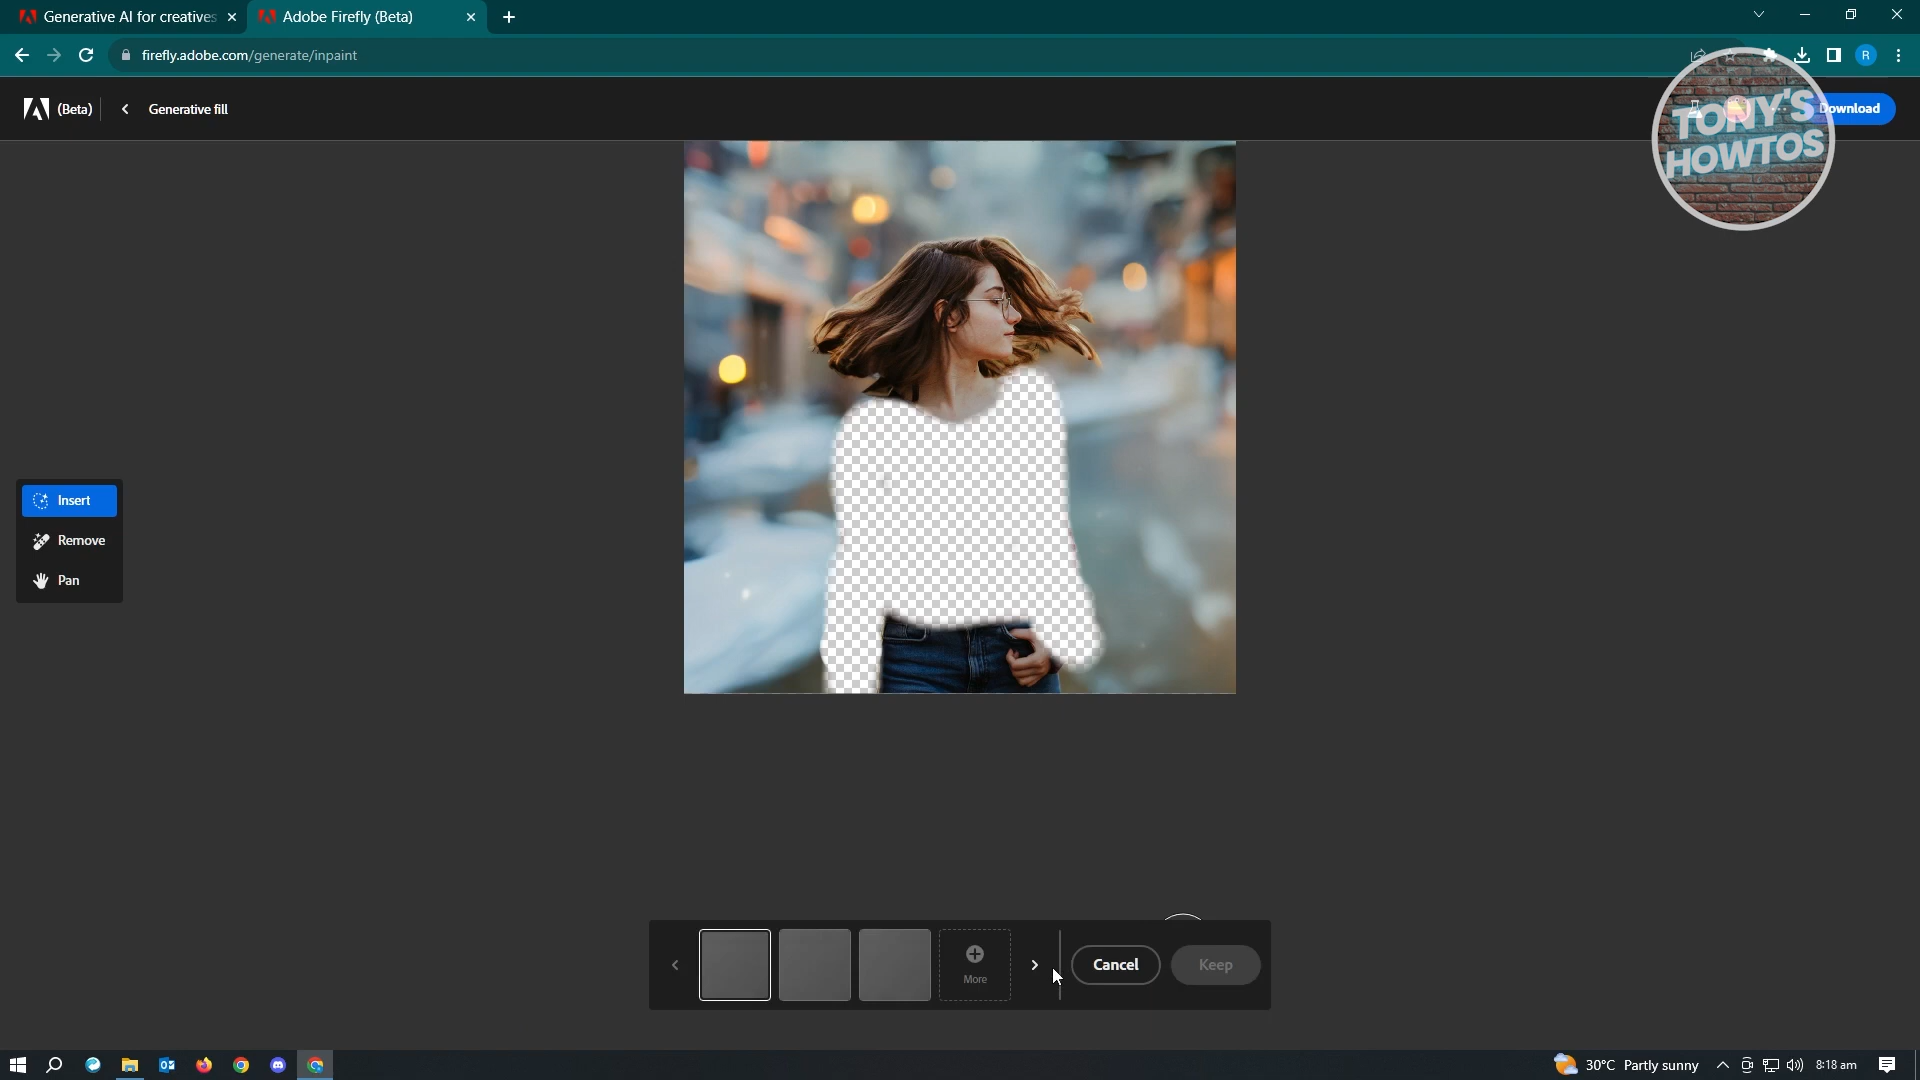 Generative AI for creatives
Adobe Firefly (Beta)
firefly.adobe.com/generate/inpaint
R
(Beta)
Generative fill
Download
TONY'S
HOWTOS
Insert
Remove
Pan
More
Cancel
Keep
30°C Partly sunny
8:18 am